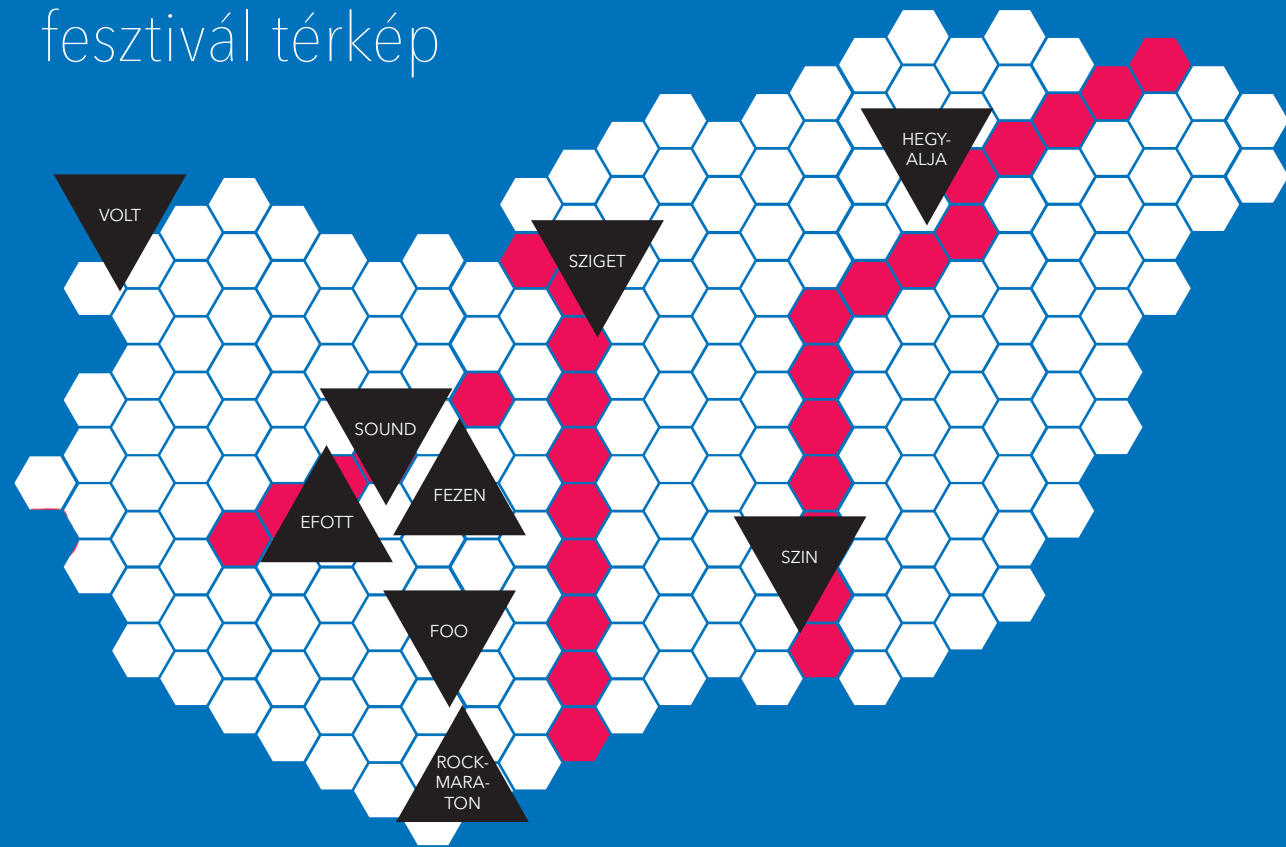 fesztivál térkép
VOLT
HEGY-
ALJA
SZIGET
SOUND
FEZEN
EFOTT
SZIN
FOO
ROCK-
MARA-
TON